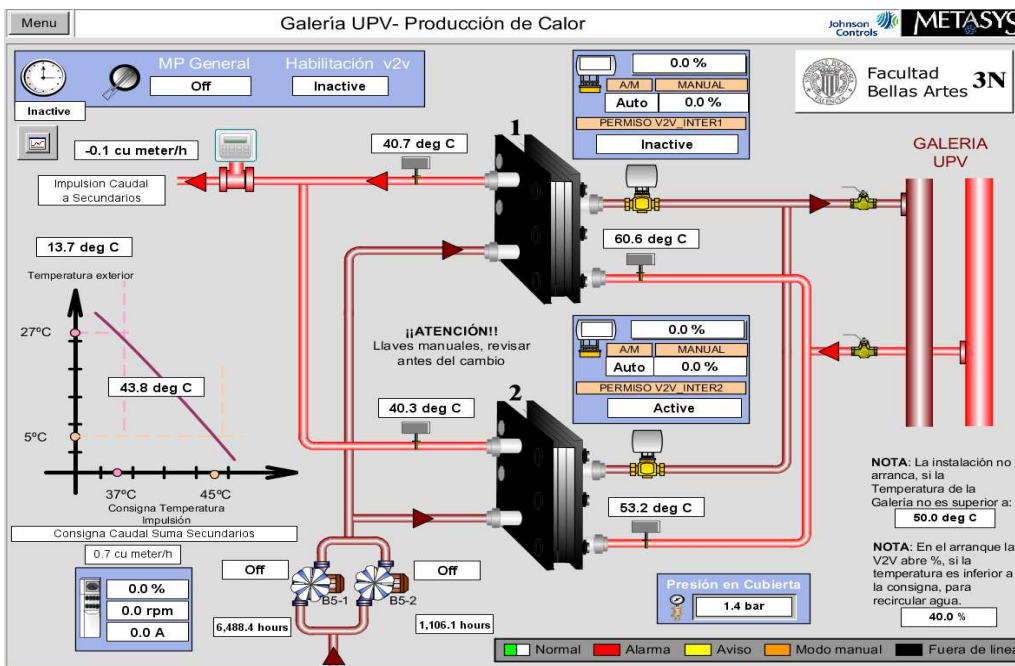 Menu
Galería UPV- Producción de Calor
Johnson Controls
METASYS
MP General
Habilitación v2v
Off
Inactive
Inactive
0.0 %
A/M
MANUAL
Auto
0.0 %
PERMISO V2V_INTER1
Inactive
Facultad
Bellas Artes
3N
-0.1 cu meter/h
40.7 deg C
1
GALERIA
UPV
Impulsion Caudal
a Secundarios
13.7 deg C
Temperatura exterior
60.6 deg C
27ºC
43.8 deg C
5ºC
37ºC
45ºC
Consigna Temperatura
Impulsión
¡¡ATENCIÓN!!
Llaves manuales, revisar
antes del cambio
0.0 %
A/M
MANUAL
Auto
0.0 %
PERMISO V2V_INTER2
Active
2
40.3 deg C
53.2 deg C
NOTA: La instalación no
arranca, si la
Temperatura de la
Galeria no es superior a:
50.0 deg C
Consigna Caudal Suma Secundarios
0.7 cu meter/h
0.0 %
0.0 rpm
0.0 A
Off
Off
B5-1
B5-2
6,488.4 hours
1,106.1 hours
Presión en Cubierta
1.4 bar
NOTA: En el arranque la
V2V abre %, si la
temperatura es inferior a
la consigna, para
recircular agua.
40.0 %
Normal
Alarma
Aviso
Modo manual
Fuera de linea